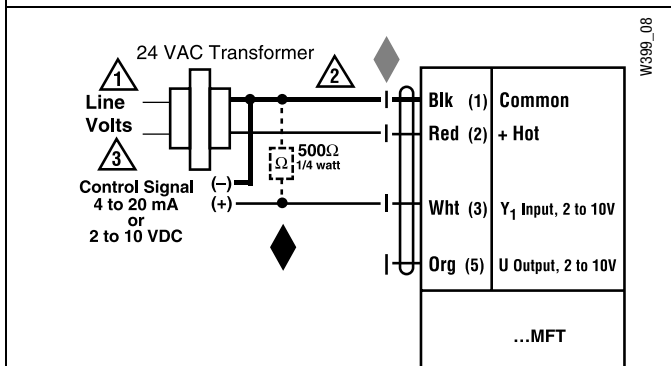 W399_08
24 VAC Transformer
1
2
Line
Volts
3
Control Signal
4 to 20 mA
or
2 to 10 VDC
(–)
(+)
Ω
500Ω
1/4 watt
Blk (1) Common
Red (2) + Hot
Wht (3) Y₁ Input, 2 to 10V
Org (5) U Output, 2 to 10V
...MFT